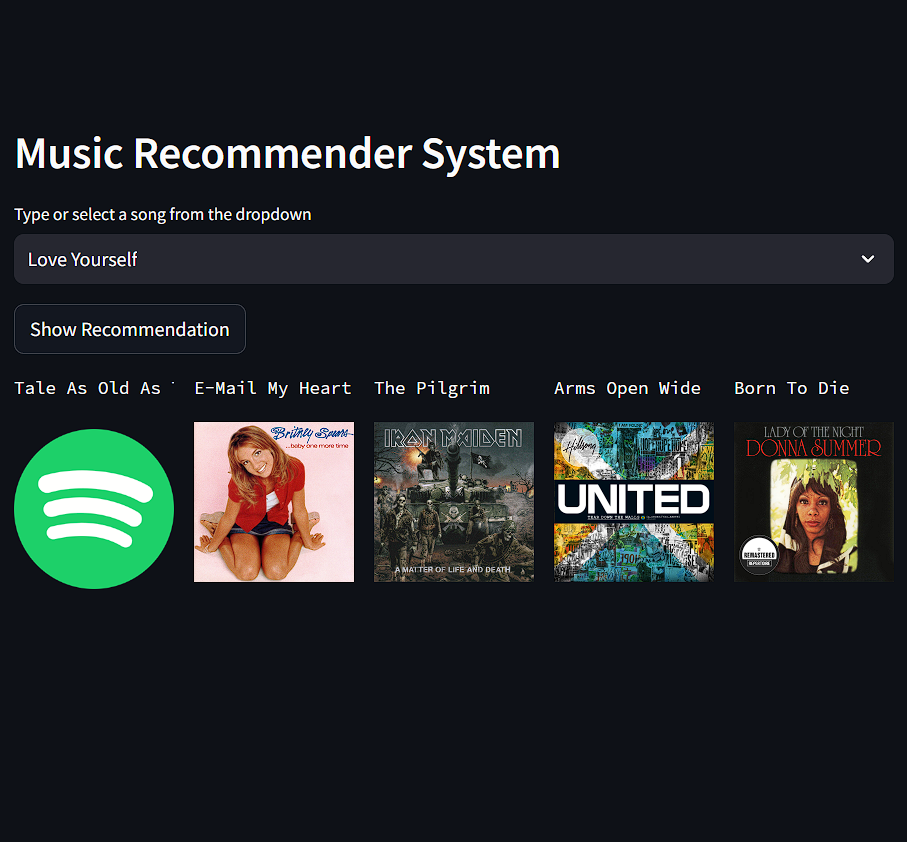 Music Recommender System
Type or select a song from the dropdown
Love Yourself
Show Recommendation
Tale As Old As
E-Mail My Heart
The Pilgrim
Arms Open Wide
Born To Die
Britney Spears
...baby one more time
IRON MAIDEN
A MATTER OF LIFE AND DEATH
Hillsong
UNITED
TEAR DOWN THE WALLS
LADY OF THE NIGHT
DONNA SUMMER
REMASTERED
REPERTOIRE